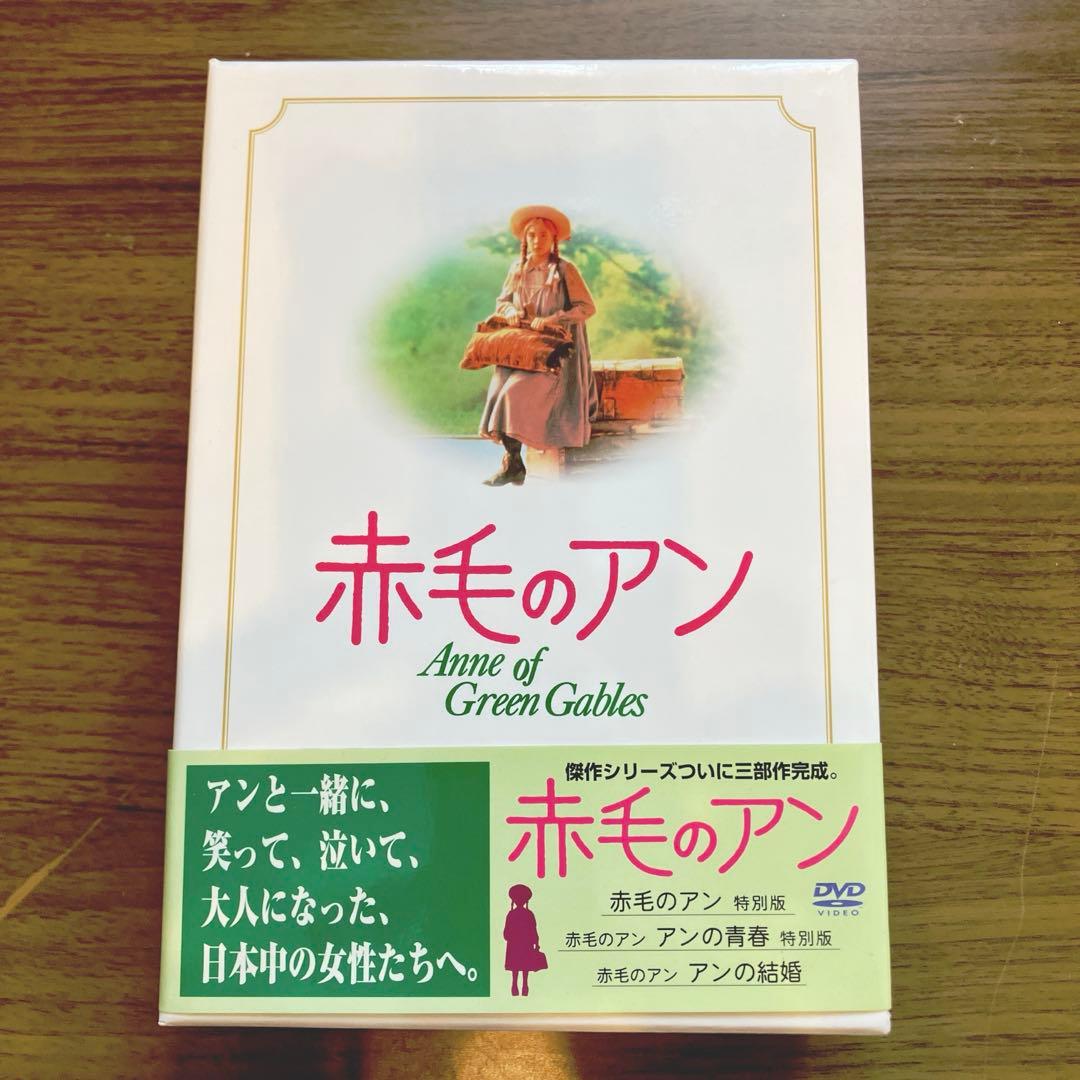 赤毛のアン
Anne of
Green Gables
アンと一緒に、
笑って、泣いて、
大人になった、
日本中の女性たちへ。
傑作シリーズついに三部作完成。
赤毛のアン
赤毛のアン 特別版
赤毛のアン アンの青春 特別版
赤毛のアン アンの結婚
DVD
VIDEO